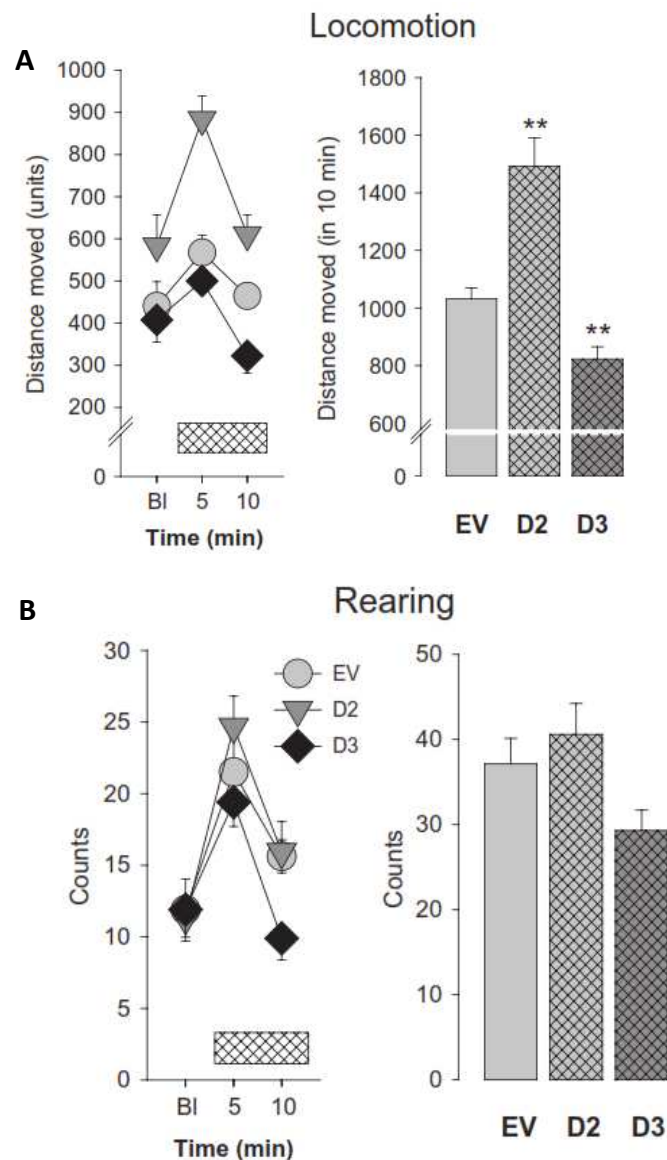 Locomotion
A
Distance moved (units)
1000
900
800
700
600
500
400
300
200
0
BI 5 10
Time (min)
Distance moved (in 10 min)
1800
1600
1400
1200
1000
800
600
0
**
**
EV D2 D3
Rearing
B
Counts
30
25
20
15
10
5
0
EV
D2
D3
BI 5 10
Time (min)
Counts
50
40
30
20
10
0
EV D2 D3